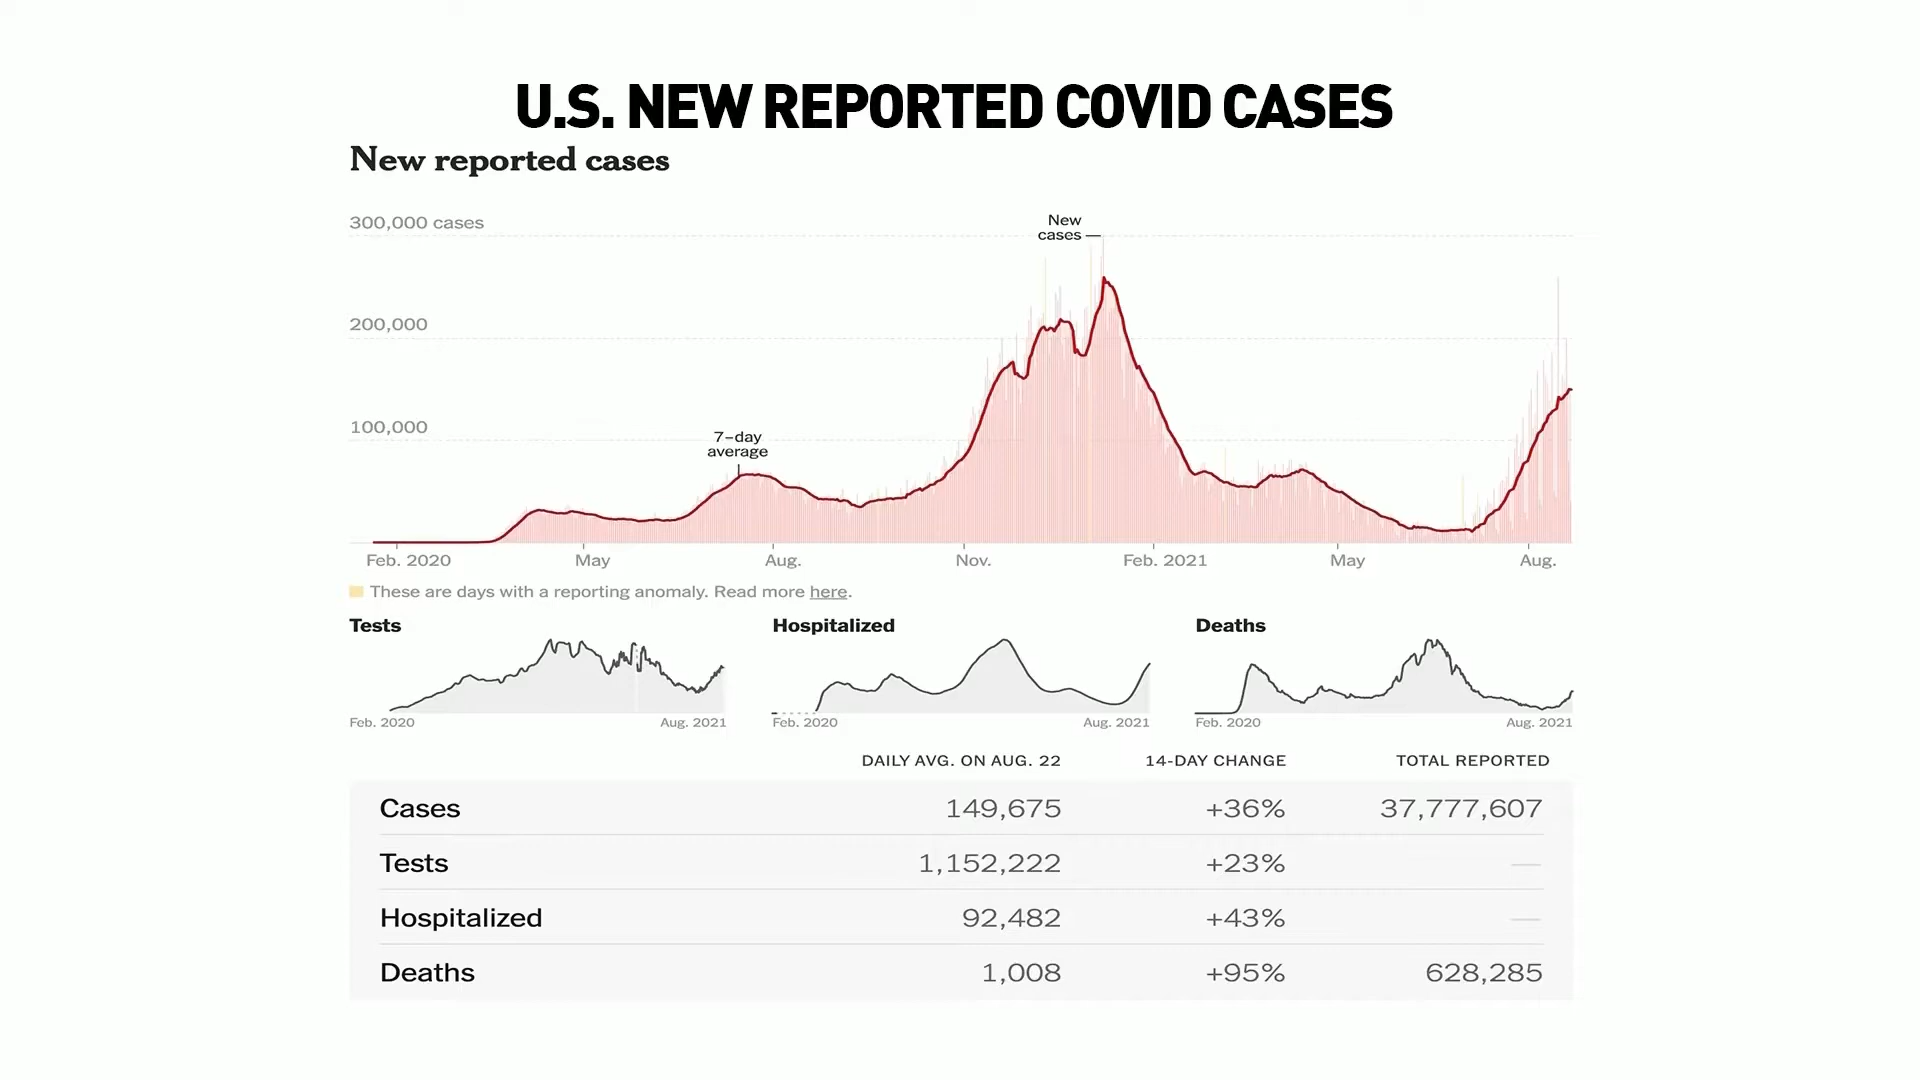 U.S. NEW REPORTED COVID CASES
New reported cases
300,000 cases
New
cases
200,000
100,000
7-day
average
Feb. 2020 May Aug. Nov. Feb. 2021 May Aug.
These are days with a reporting anomaly. Read more here.
Tests Hospitalized Deaths
Feb. 2020 Aug. 2021 Feb. 2020 Aug. 2021 Feb. 2020 Aug. 2021
DAILY AVG. ON AUG. 22 14-DAY CHANGE TOTAL REPORTED
Cases 149,675 +36% 37,777,607
Tests 1,152,222 +23% —
Hospitalized 92,482 +43% —
Deaths 1,008 +95% 628,285